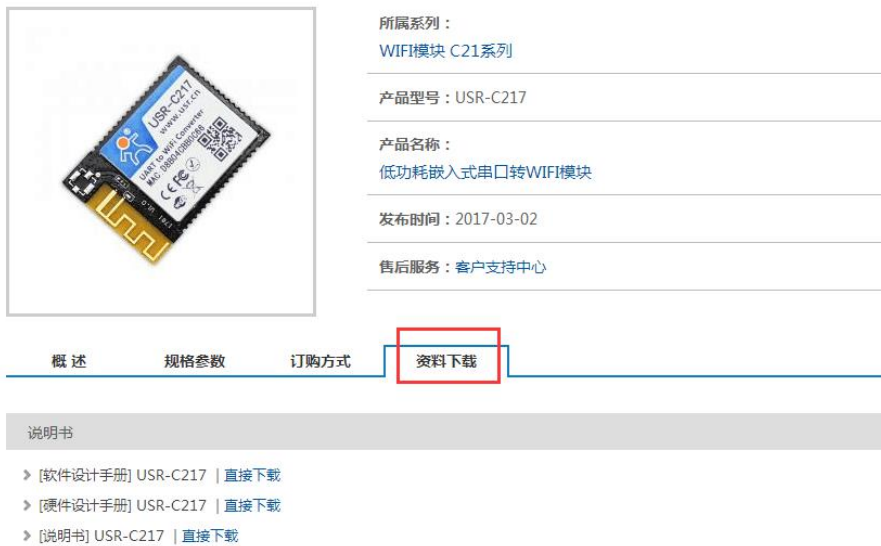 USR-C217
www.usr.cn
UART to WiFi Converter
所属系列：
WIFI模块 C21系列
产品型号：USR-C217
产品名称：
低功耗嵌入式串口转WIFI模块
发布时间：2017-03-02
售后服务：客户支持中心
概 述
规格参数
订购方式
资料下载
说明书
[软件设计手册] USR-C217 | 直接下载
[硬件设计手册] USR-C217 | 直接下载
[说明书] USR-C217 | 直接下载